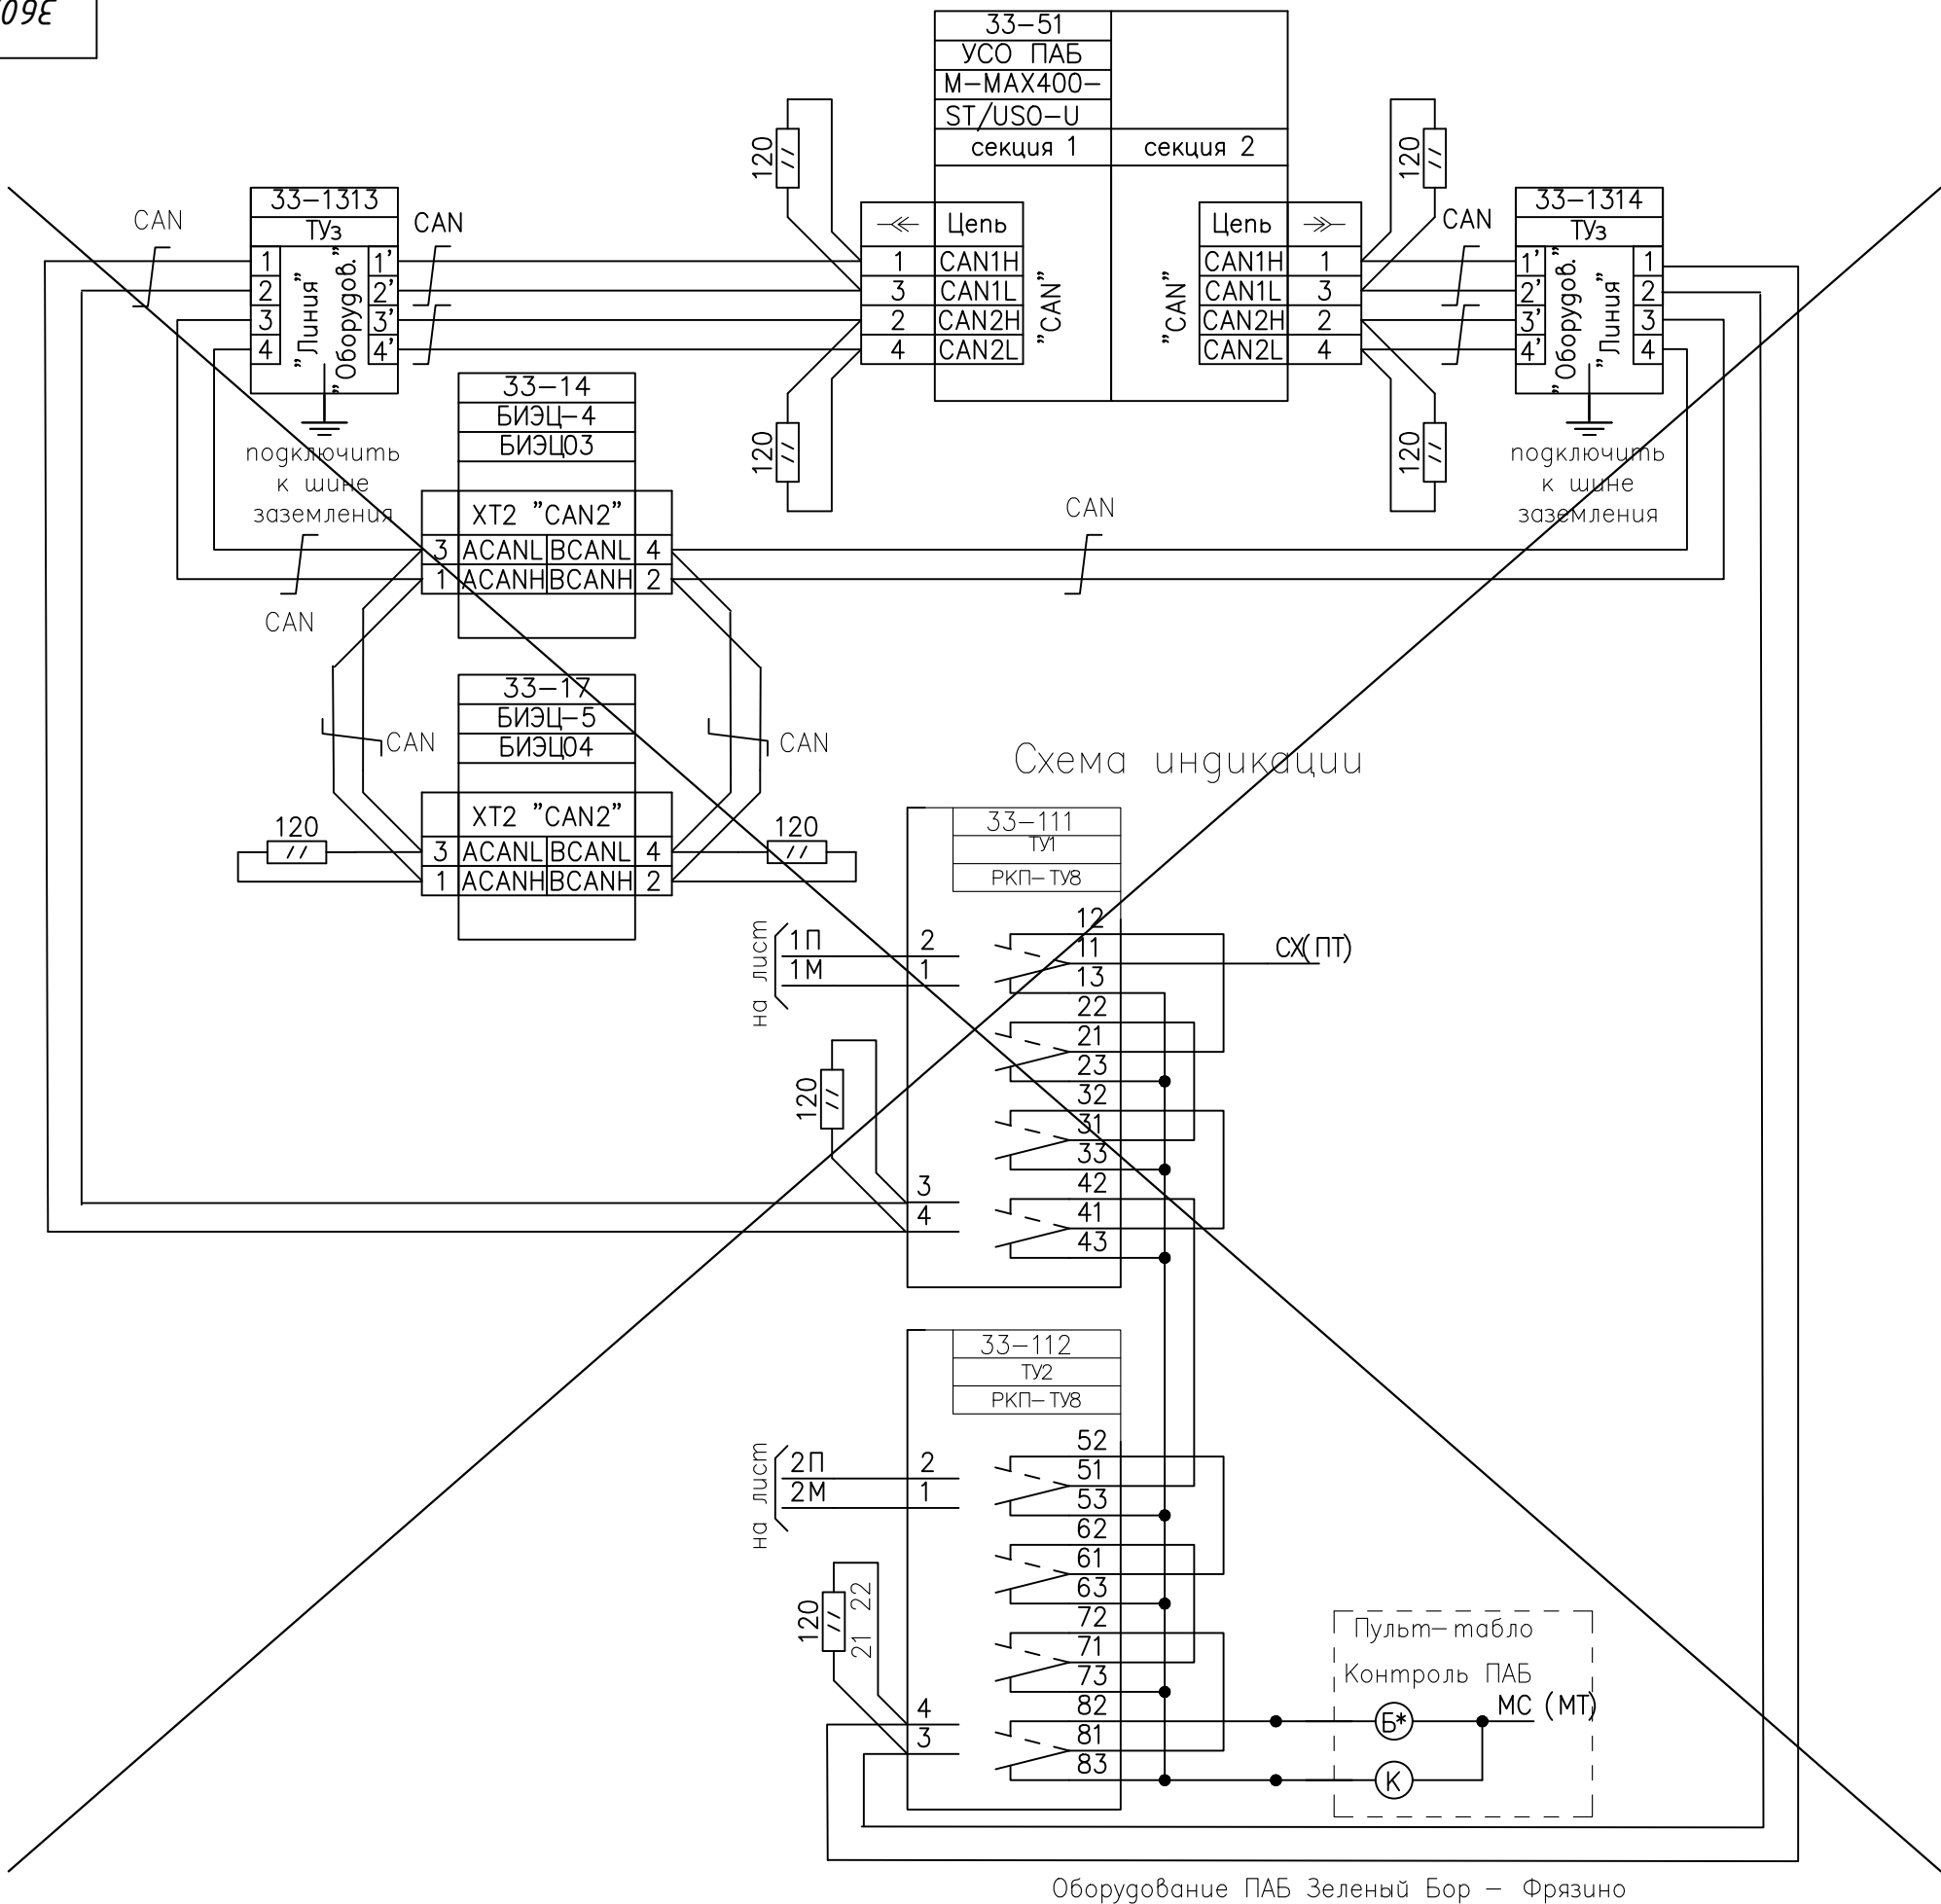 360
33-51
УСО ПАБ
М-МАХ400-
ST/USO-U
секция 1
секция 2
120
120
120
120
CAN
33-1313
ТУз
1
2
3
4
"Линия"
"Оборудов."
1'
2'
3'
4'
CAN
Цепь
1 CAN1H
3 CAN1L
2 CAN2H
4 CAN2L
"CAN"
"CAN"
Цепь
CAN1H 1
CAN1L 3
CAN2H 2
CAN2L 4
CAN
33-1314
ТУз
1'
2'
3'
4'
"Оборудов."
"Линия"
1
2
3
4
подключить
к шине
заземления
подключить
к шине
заземления
33-14
БИЭЦ-4
БИЭЦ03
ХТ2 "CAN2"
3 ACANL BCANL 4
1 ACANH BCANH 2
CAN
CAN
33-17
БИЭЦ-5
БИЭЦ04
CAN
CAN
ХТ2 "CAN2"
3 ACANL BCANL 4
1 ACANH BCANH 2
120
120
Схема индикации
33-111
ТУ1
РКП-ТУ8
на лист
1П
1М
2
1
12
11
13
22
21
23
32
31
33
42
41
43
СХ(ПТ)
120
3
4
33-112
ТУ2
РКП-ТУ8
на лист
2П
2М
2
1
52
51
53
62
61
63
72
71
73
82
81
83
120
21 22
4
3
Пульт-табло
Контроль ПАБ
МС (МТ)
Б*
К
Оборудование ПАБ Зеленый Бор - Фрязино